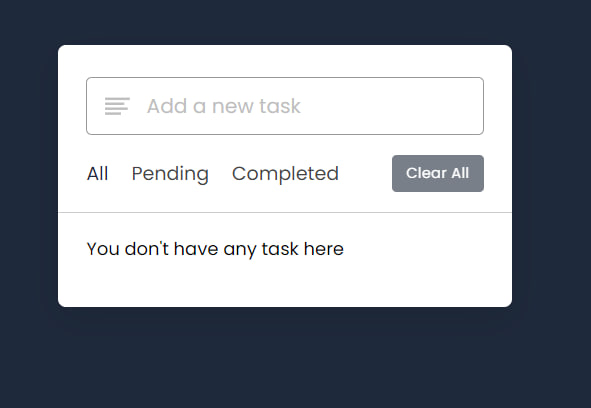 Add a new task
All Pending Completed Clear All
You don't have any task here